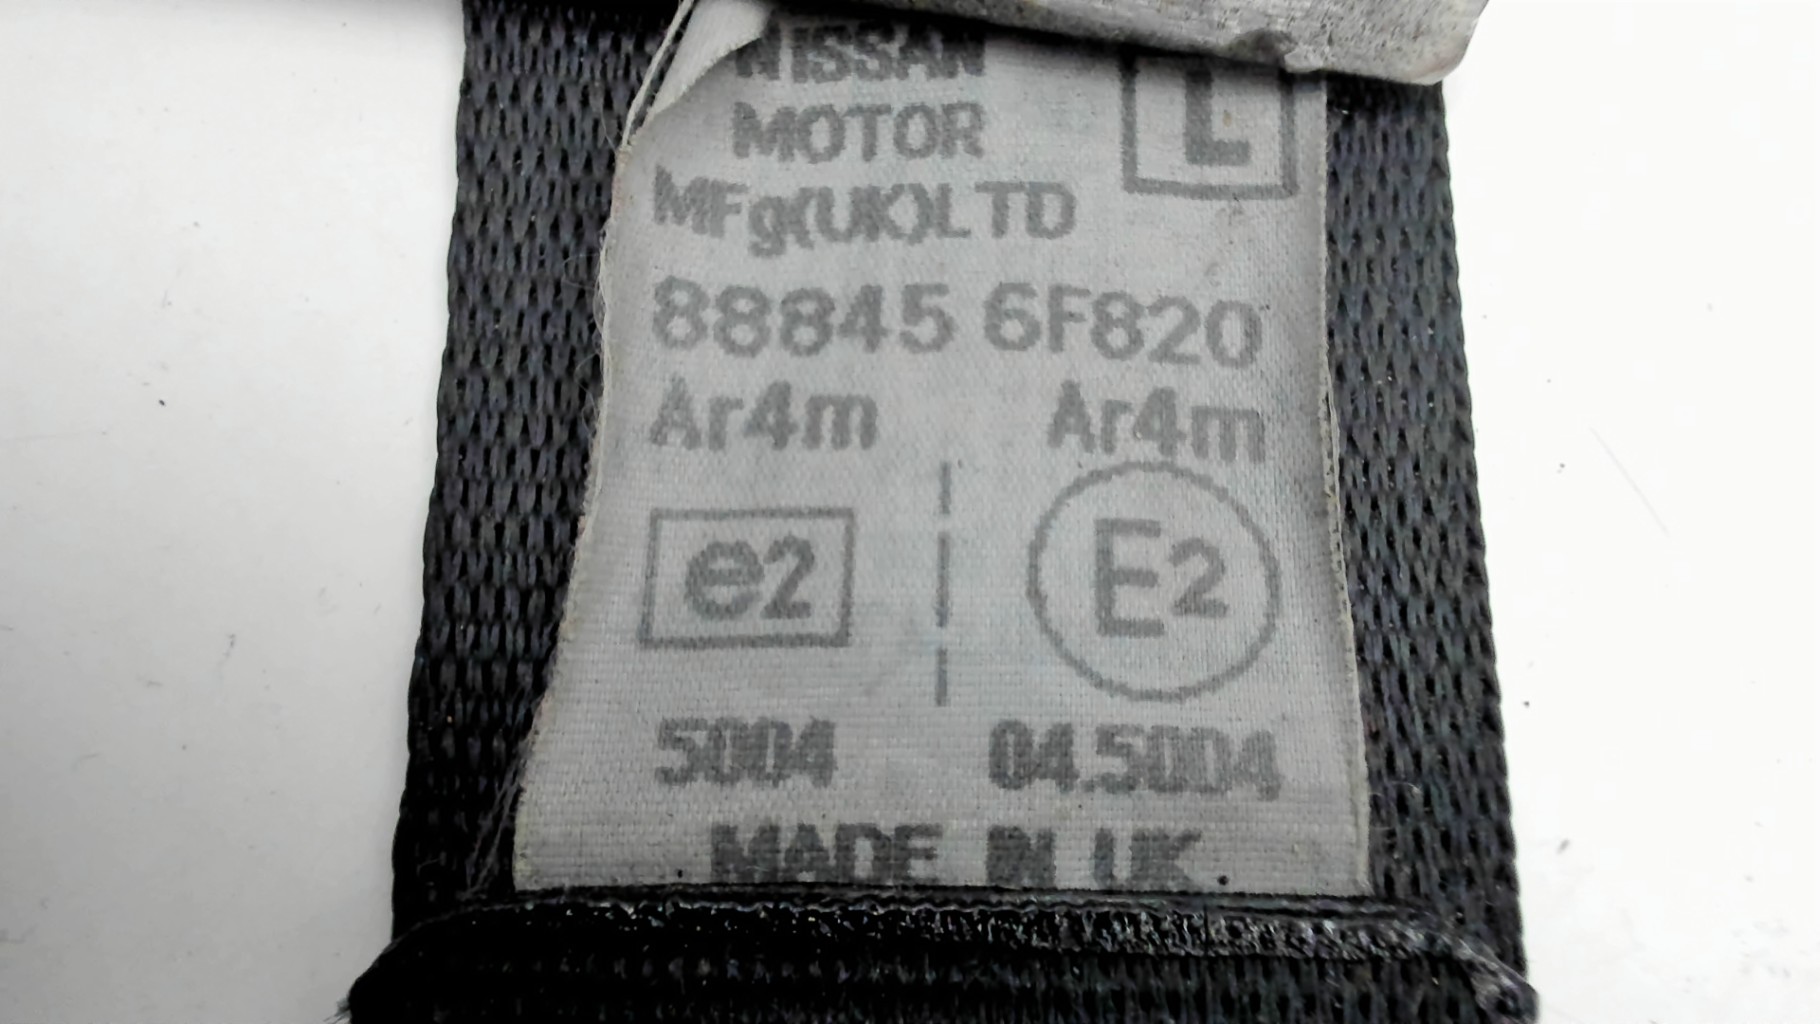 NISSAN
MOTOR
L
MFg(UK)LTD
88845 6F820
Ar4m Ar4m
e2 E2
5004 04.5004
MADE IN UK